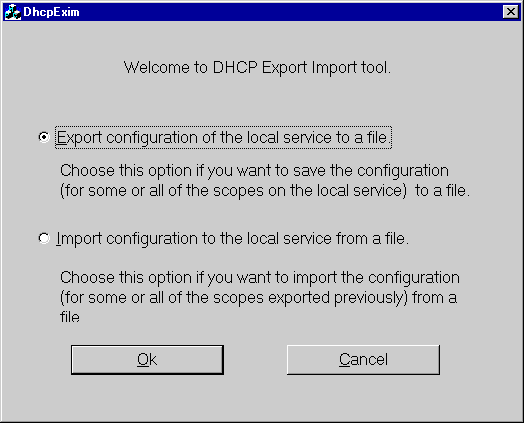 DhcpExim
Welcome to DHCP Export Import tool.
Export configuration of the local service to a file
Choose this option if you want to save the configuration
(for some or all of the scopes on the local service)  to a file.
Import configuration to the local service from a file.
Choose this option if you want to import the configuration
(for some or all of the scopes exported previously) from a
file
Ok
Cancel